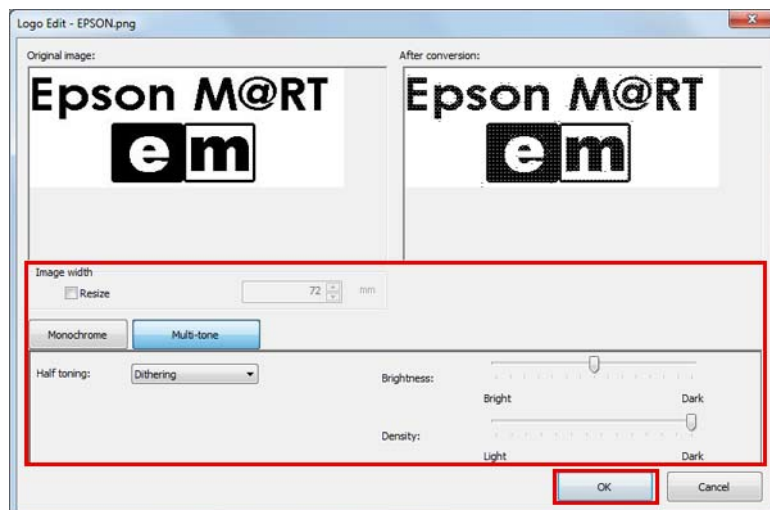 Logo Edit - EPSON.png
Original image:
After conversion:
Epson M@RT
em
Epson M@RT
em
Image width
Resize
72
mm
Monochrome
Multi-tone
Half toning:
Dithering
Brightness:
Bright
Dark
Density:
Light
Dark
OK
Cancel